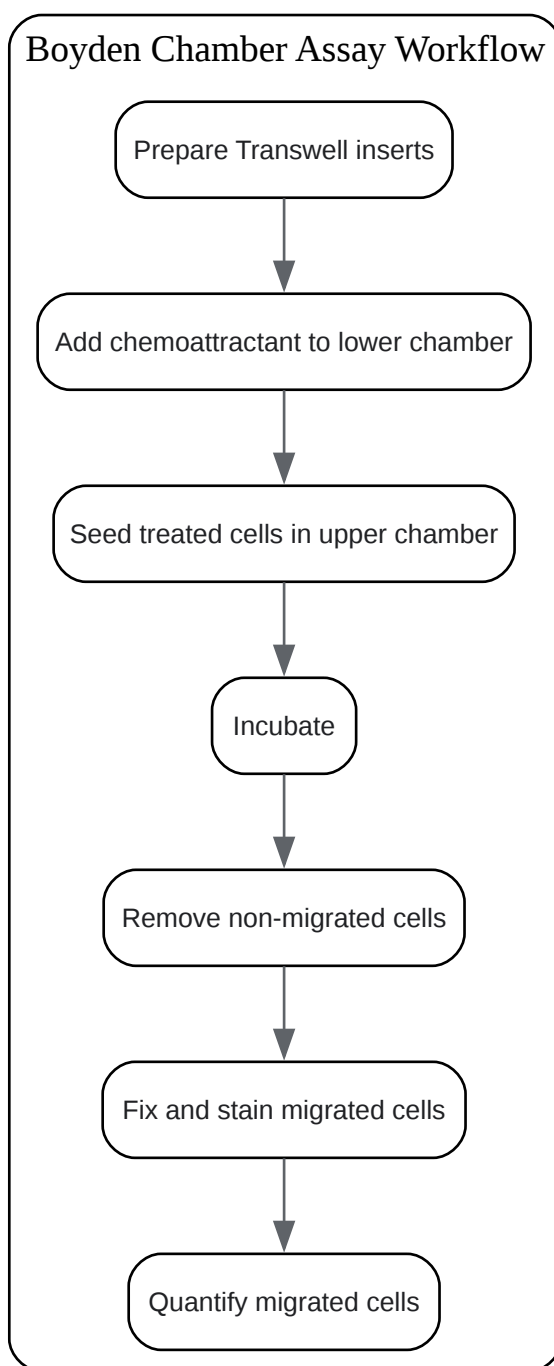 Boyden Chamber Assay Workflow
Prepare Transwell inserts
Add chemoattractant to lower chamber
Seed treated cells in upper chamber
Incubate
Remove non-migrated cells
Fix and stain migrated cells
Quantify migrated cells